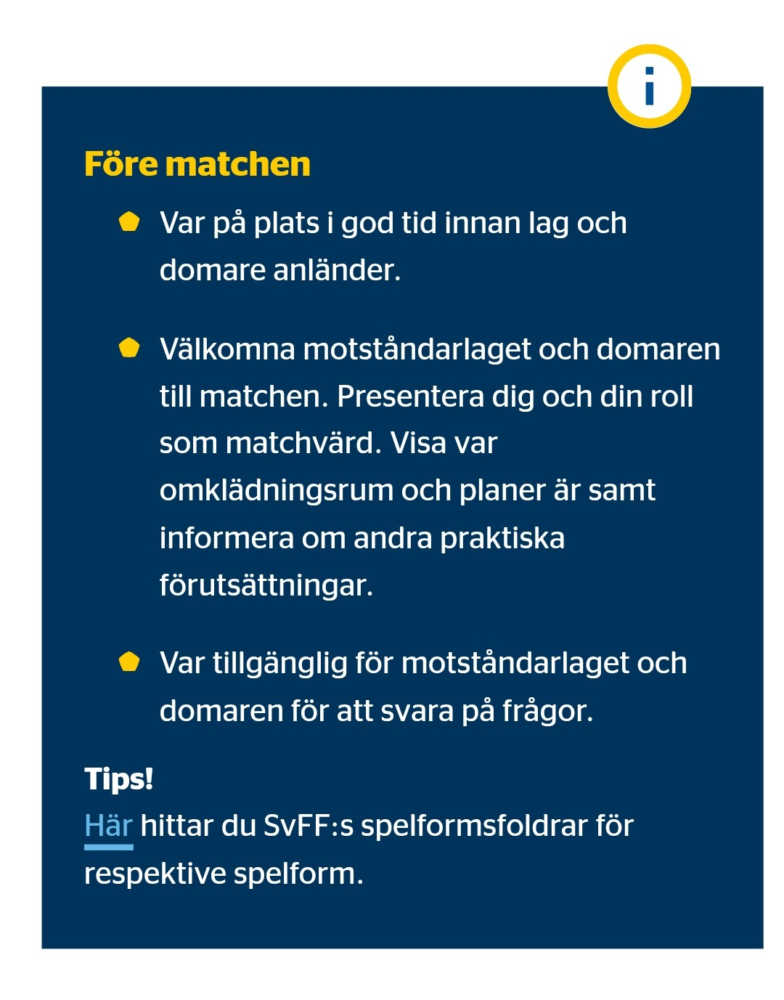 i
Före matchen
Var på plats i god tid innan lag och
domare anländer.
Välkomna motståndarlaget och domaren
till matchen. Presentera dig och din roll
som matchvärd. Visa var
omklädningsrum och planer är samt
informera om andra praktiska
förutsättningar.
Var tillgänglig för motståndarlaget och
domaren för att svara på frågor.
Tips!
Här hittar du SvFF:s spelformsfoldrar för
respektive spelform.